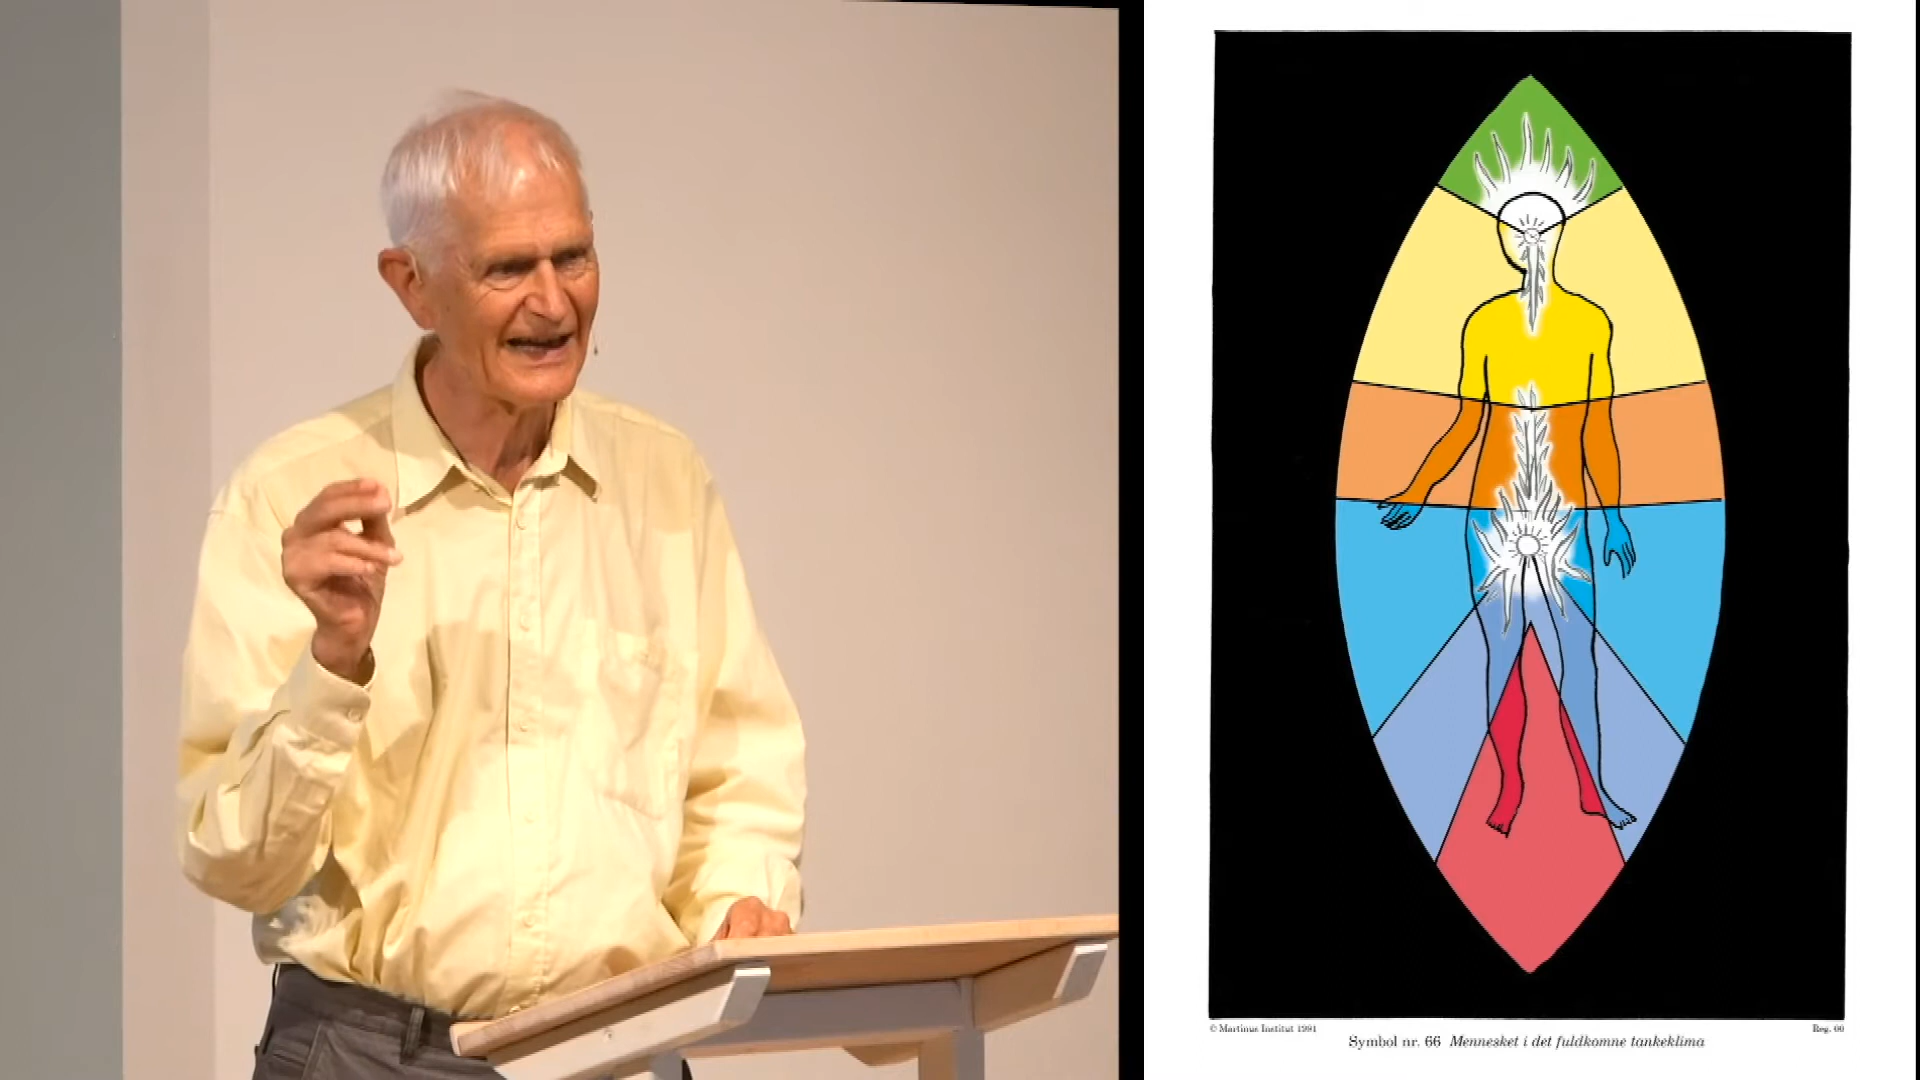 © Martinus Institut 1981
Reg. 66
Symbol nr. 66 Mennesket i det fuldkomne tankeklima